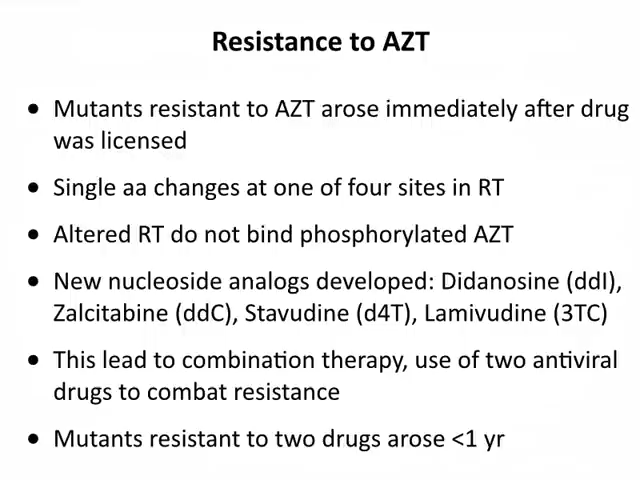 Resistance to AZT
• Mutants resistant to AZT arose immediately after drug
was licensed
• Single aa changes at one of four sites in RT
• Altered RT do not bind phosphorylated AZT
• New nucleoside analogs developed: Didanosine (ddI),
Zalcitabine (ddC), Stavudine (d4T), Lamivudine (3TC)
• This lead to combination therapy, use of two antiviral
drugs to combat resistance
• Mutants resistant to two drugs arose <1 yr